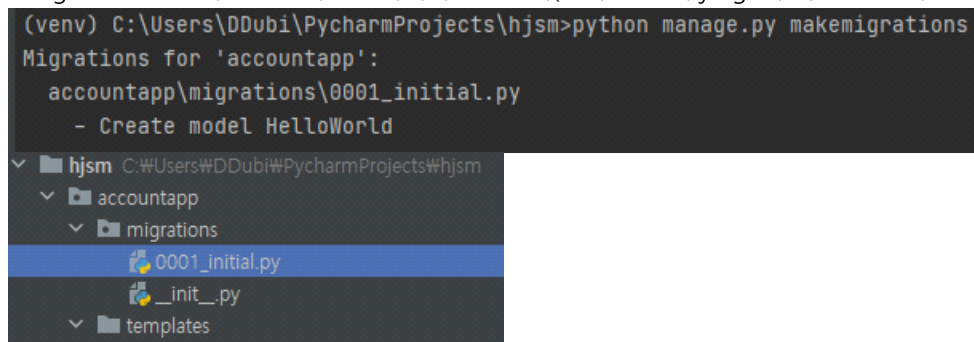 (venv) C:\Users\DDubi\PycharmProjects\hjsm>python manage.py makemigrations
Migrations for 'accountapp':
  accountapp\migrations\0001_initial.py
    - Create model HelloWorld
hjsm C:₩Users₩DDubi₩PycharmProjects₩hjsm
accountapp
migrations
0001_initial.py
__init__.py
templates